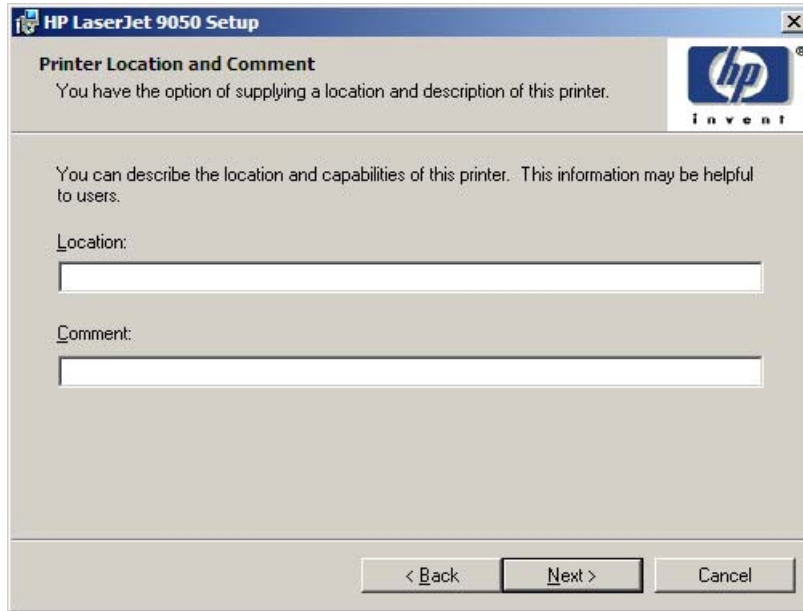 HP LaserJet 9050 Setup
Printer Location and Comment
You have the option of supplying a location and description of this printer.
hp
®
invent
You can describe the location and capabilities of this printer. This information may be helpful
to users.
Location:
Comment:
< Back
Next >
Cancel